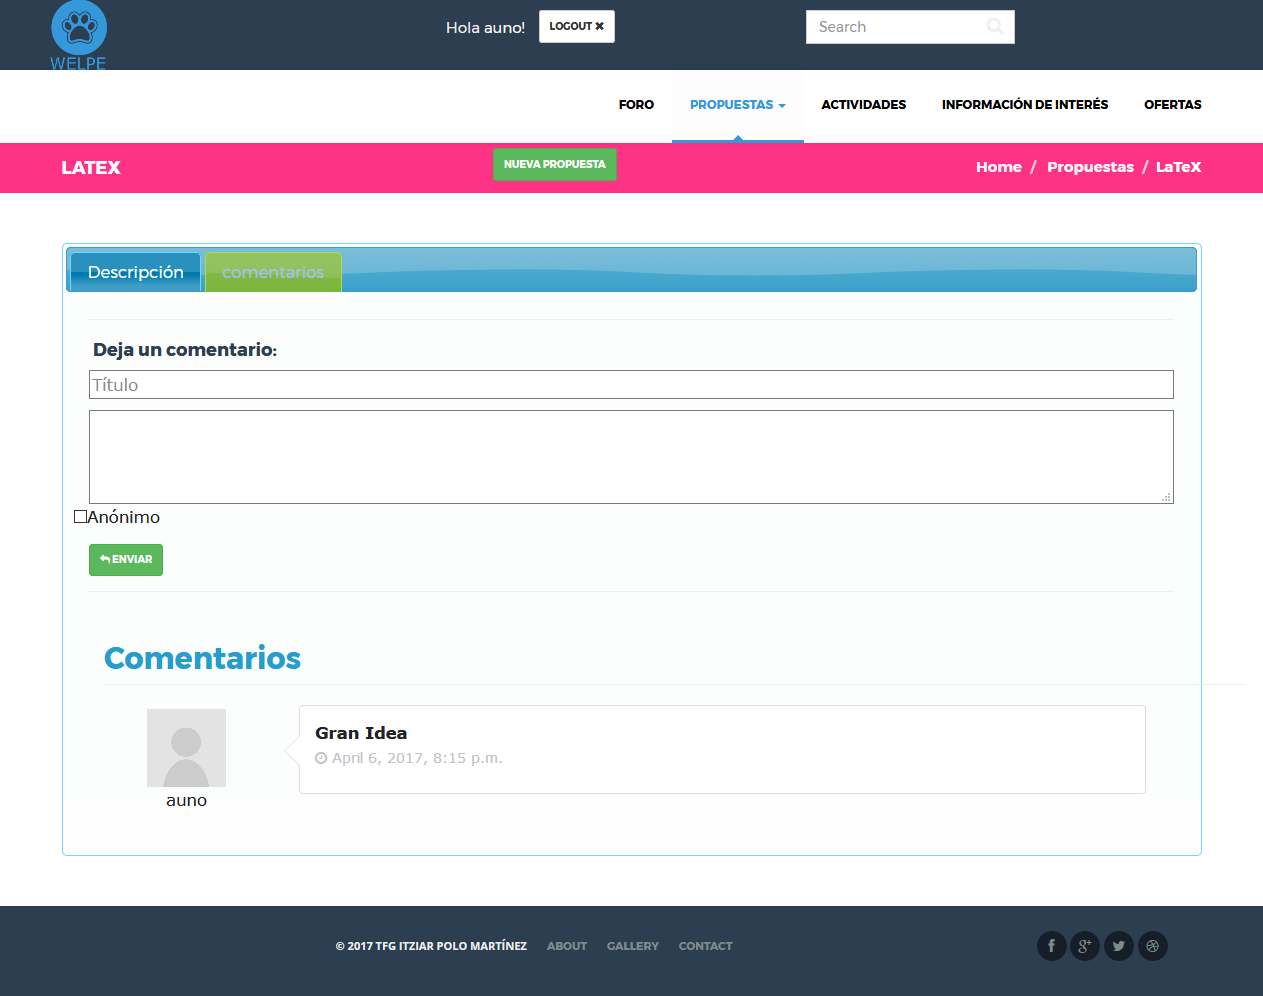 WELPE
Hola auno!
LOGOUT ✖
Search
FORO
PROPUESTAS
ACTIVIDADES
INFORMACIÓN DE INTERÉS
OFERTAS
LATEX
NUEVA PROPUESTA
Home / Propuestas / LaTeX
Descripción
comentarios
Deja un comentario:
Título
Anónimo
ENVIAR
Comentarios
Gran Idea
April 6, 2017, 8:15 p.m.
auno
© 2017 TFG ITZIAR POLO MARTÍNEZ
ABOUT
GALLERY
CONTACT